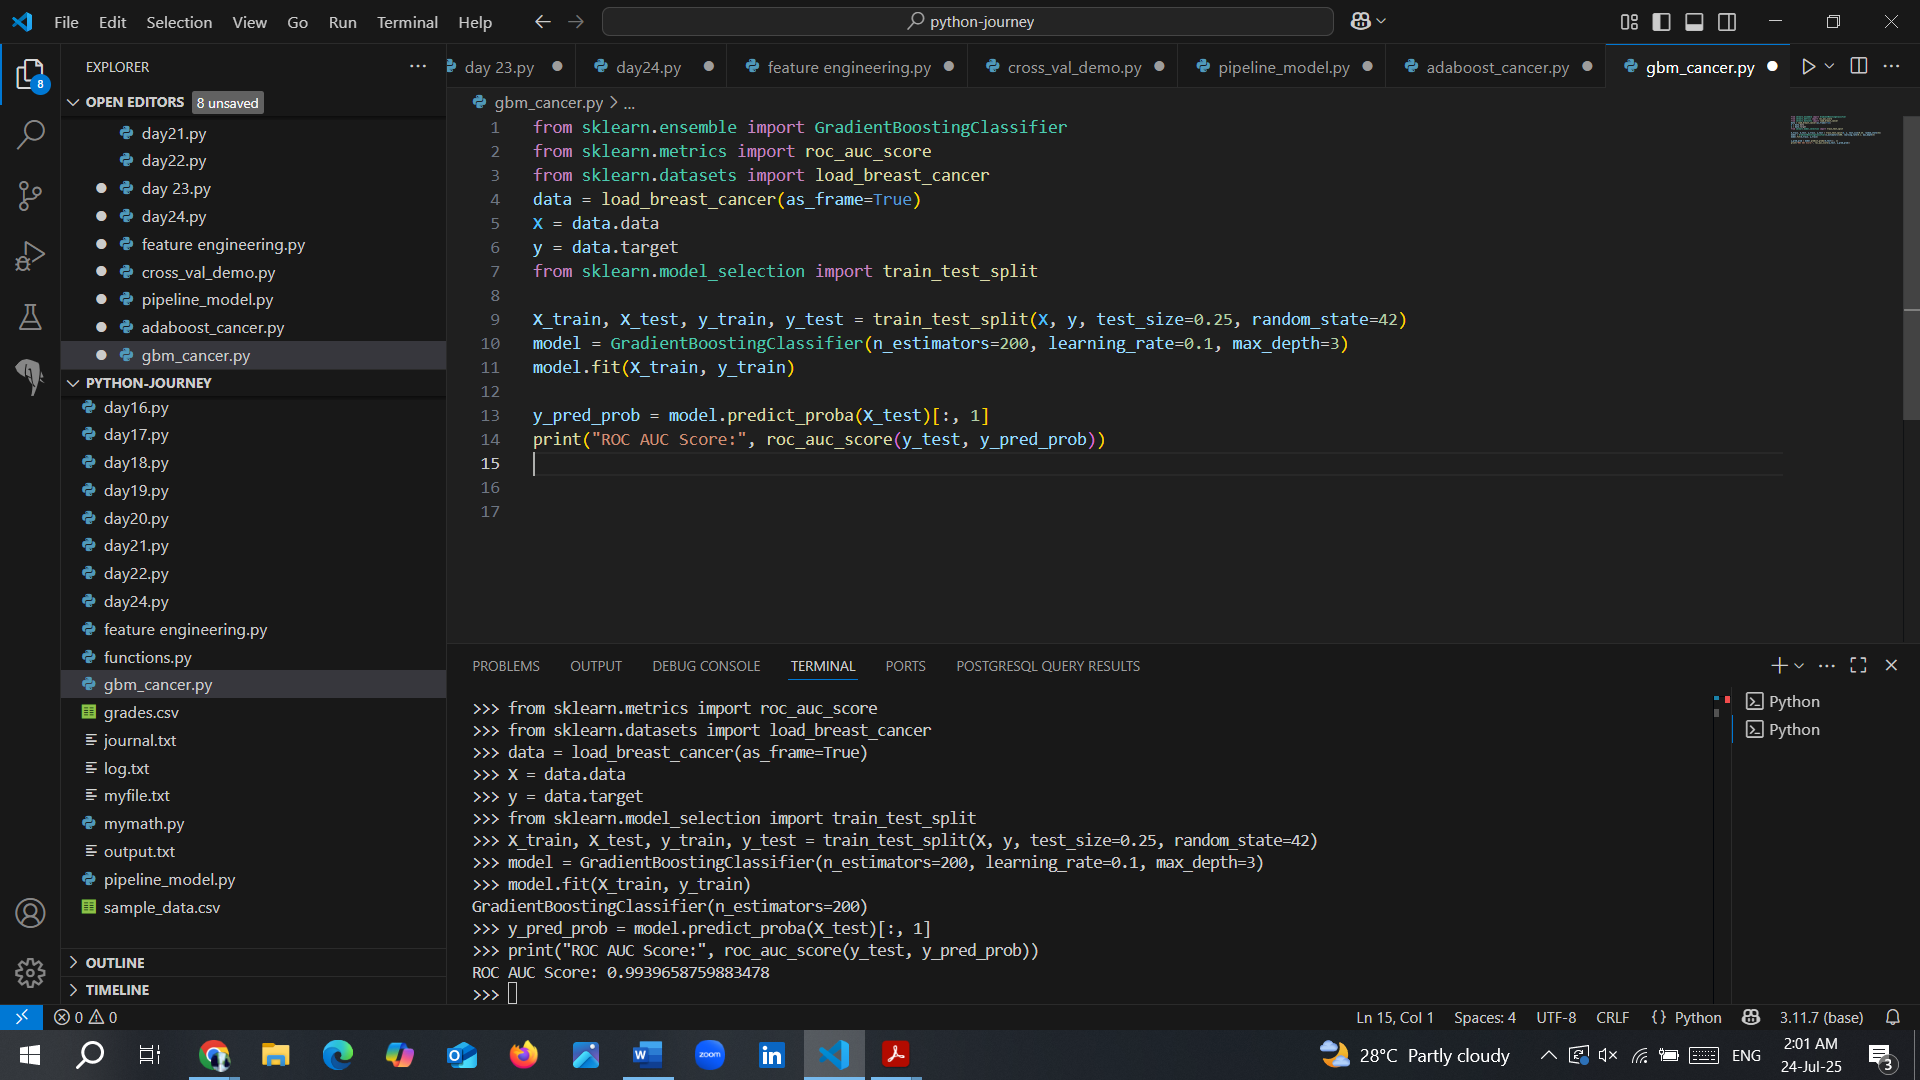 File Edit Selection View Go Run Terminal Help
python-journey
EXPLORER
OPEN EDITORS 8 unsaved
day21.py
day22.py
day 23.py
day24.py
feature engineering.py
cross_val_demo.py
pipeline_model.py
adaboost_cancer.py
gbm_cancer.py
PYTHON-JOURNEY
day16.py
day17.py
day18.py
day19.py
day20.py
day21.py
day22.py
day24.py
feature engineering.py
functions.py
gbm_cancer.py
grades.csv
journal.txt
log.txt
myfile.txt
mymath.py
output.txt
pipeline_model.py
sample_data.csv
OUTLINE
TIMELINE
8
day 23.py day24.py feature engineering.py cross_val_demo.py pipeline_model.py adaboost_cancer.py gbm_cancer.py
gbm_cancer.py > ...
1 from sklearn.ensemble import GradientBoostingClassifier
2 from sklearn.metrics import roc_auc_score
3 from sklearn.datasets import load_breast_cancer
4 data = load_breast_cancer(as_frame=True)
5 X = data.data
6 y = data.target
7 from sklearn.model_selection import train_test_split
8
9 X_train, X_test, y_train, y_test = train_test_split(X, y, test_size=0.25, random_state=42)
10 model = GradientBoostingClassifier(n_estimators=200, learning_rate=0.1, max_depth=3)
11 model.fit(X_train, y_train)
12
13 y_pred_prob = model.predict_proba(X_test)[:, 1]
14 print("ROC AUC Score:", roc_auc_score(y_test, y_pred_prob))
15
16
17
PROBLEMS OUTPUT DEBUG CONSOLE TERMINAL PORTS POSTGRESQL QUERY RESULTS
>>> from sklearn.metrics import roc_auc_score
>>> from sklearn.datasets import load_breast_cancer
>>> data = load_breast_cancer(as_frame=True)
>>> X = data.data
>>> y = data.target
>>> from sklearn.model_selection import train_test_split
>>> X_train, X_test, y_train, y_test = train_test_split(X, y, test_size=0.25, random_state=42)
>>> model = GradientBoostingClassifier(n_estimators=200, learning_rate=0.1, max_depth=3)
>>> model.fit(X_train, y_train)
GradientBoostingClassifier(n_estimators=200)
>>> y_pred_prob = model.predict_proba(X_test)[:, 1]
>>> print("ROC AUC Score:", roc_auc_score(y_test, y_pred_prob))
ROC AUC Score: 0.9939658759883478
>>>
Python
Python
0 0
Ln 15, Col 1 Spaces: 4 UTF-8 CRLF {} Python 3.11.7 (base)
zoom
28°C Partly cloudy
ENG
2:01 AM
24-Jul-25
3